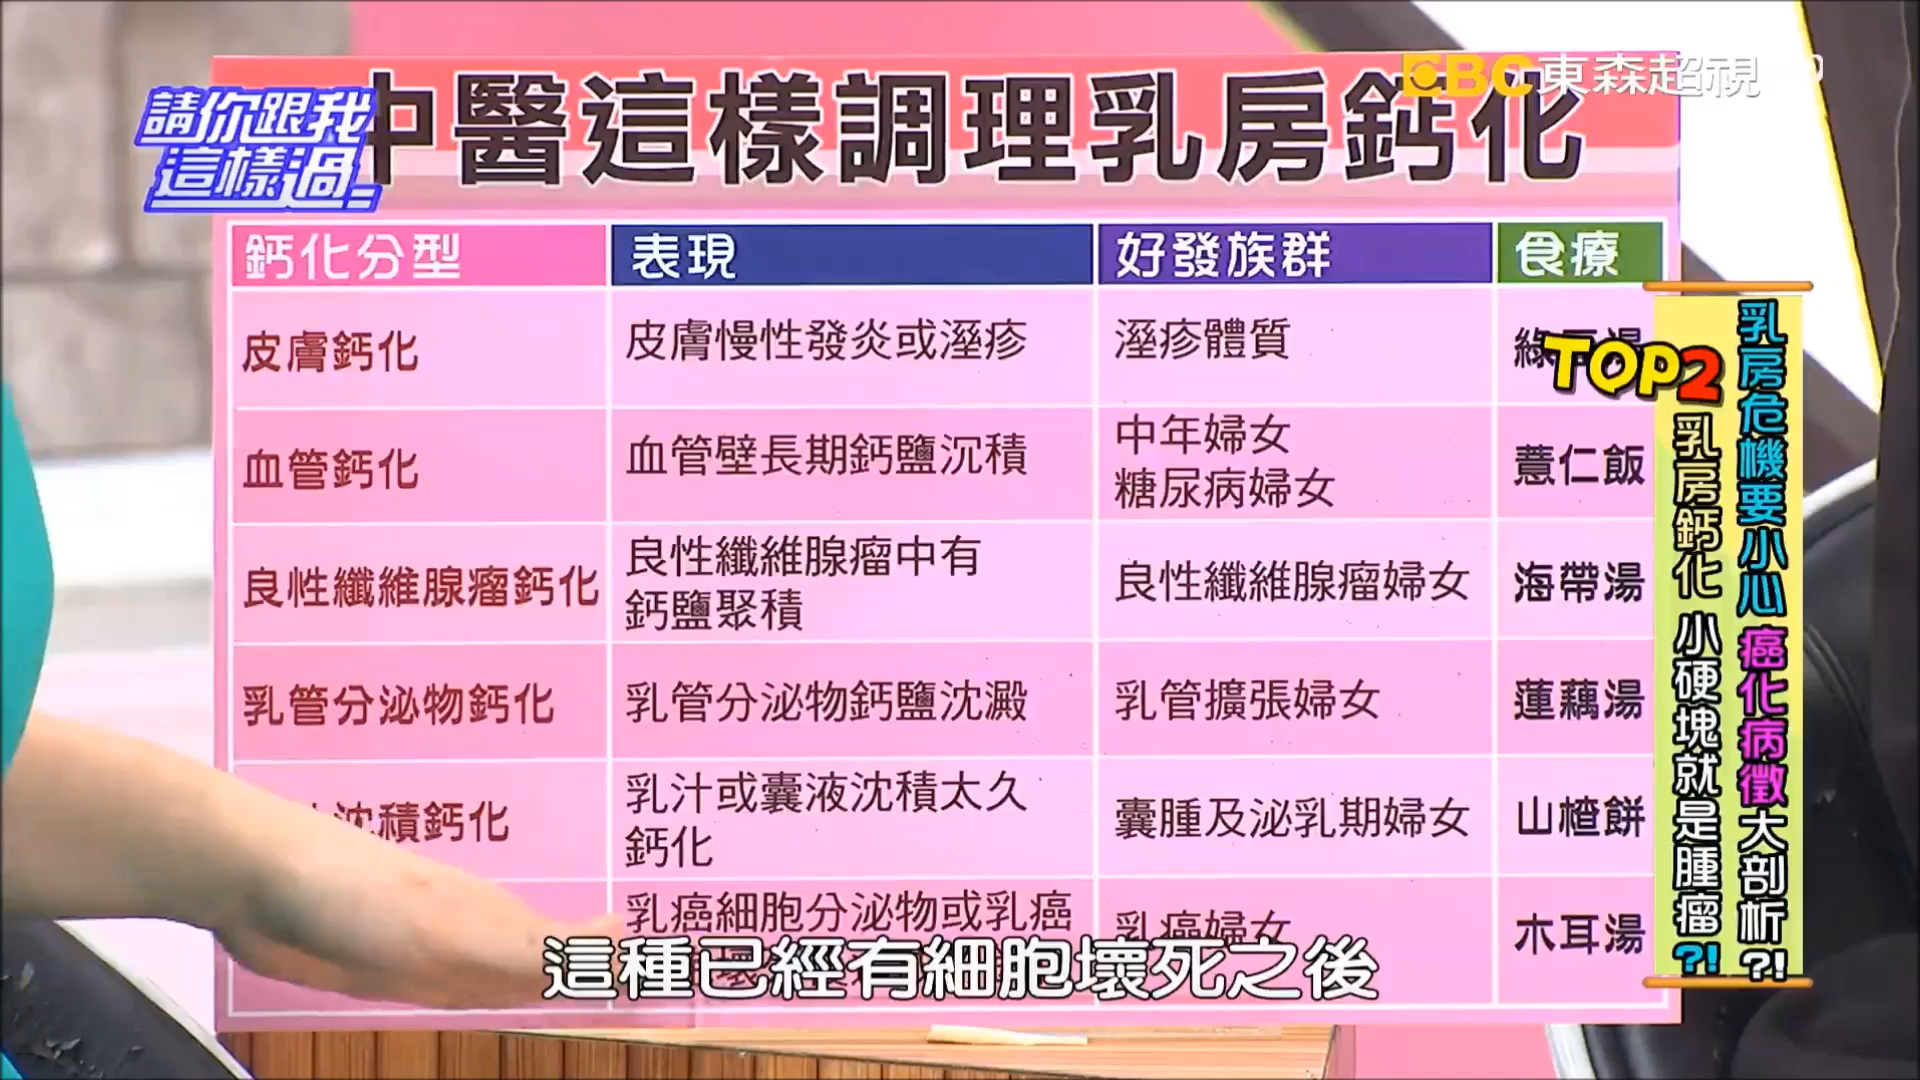 請你跟我
這樣過
EBC東森超視
中醫這樣調理乳房鈣化
鈣化分型 表現 好發族群 食療
皮膚鈣化 皮膚慢性發炎或溼疹 溼疹體質 綠豆湯
血管鈣化 血管壁長期鈣鹽沉積 中年婦女
糖尿病婦女 薏仁飯
良性纖維腺瘤鈣化 良性纖維腺瘤中有
鈣鹽聚積 良性纖維腺瘤婦女 海帶湯
乳管分泌物鈣化 乳管分泌物鈣鹽沈澱 乳管擴張婦女 蓮藕湯
沈積鈣化 乳汁或囊液沈積太久
鈣化 囊腫及泌乳期婦女 山楂餅
乳癌細胞分泌物或乳癌 乳癌婦女 木耳湯
TOP2
乳房危機要小心 癌化病徵大剖析?!
乳房鈣化 小硬塊就是腫瘤?!
這種已經有細胞壞死之後